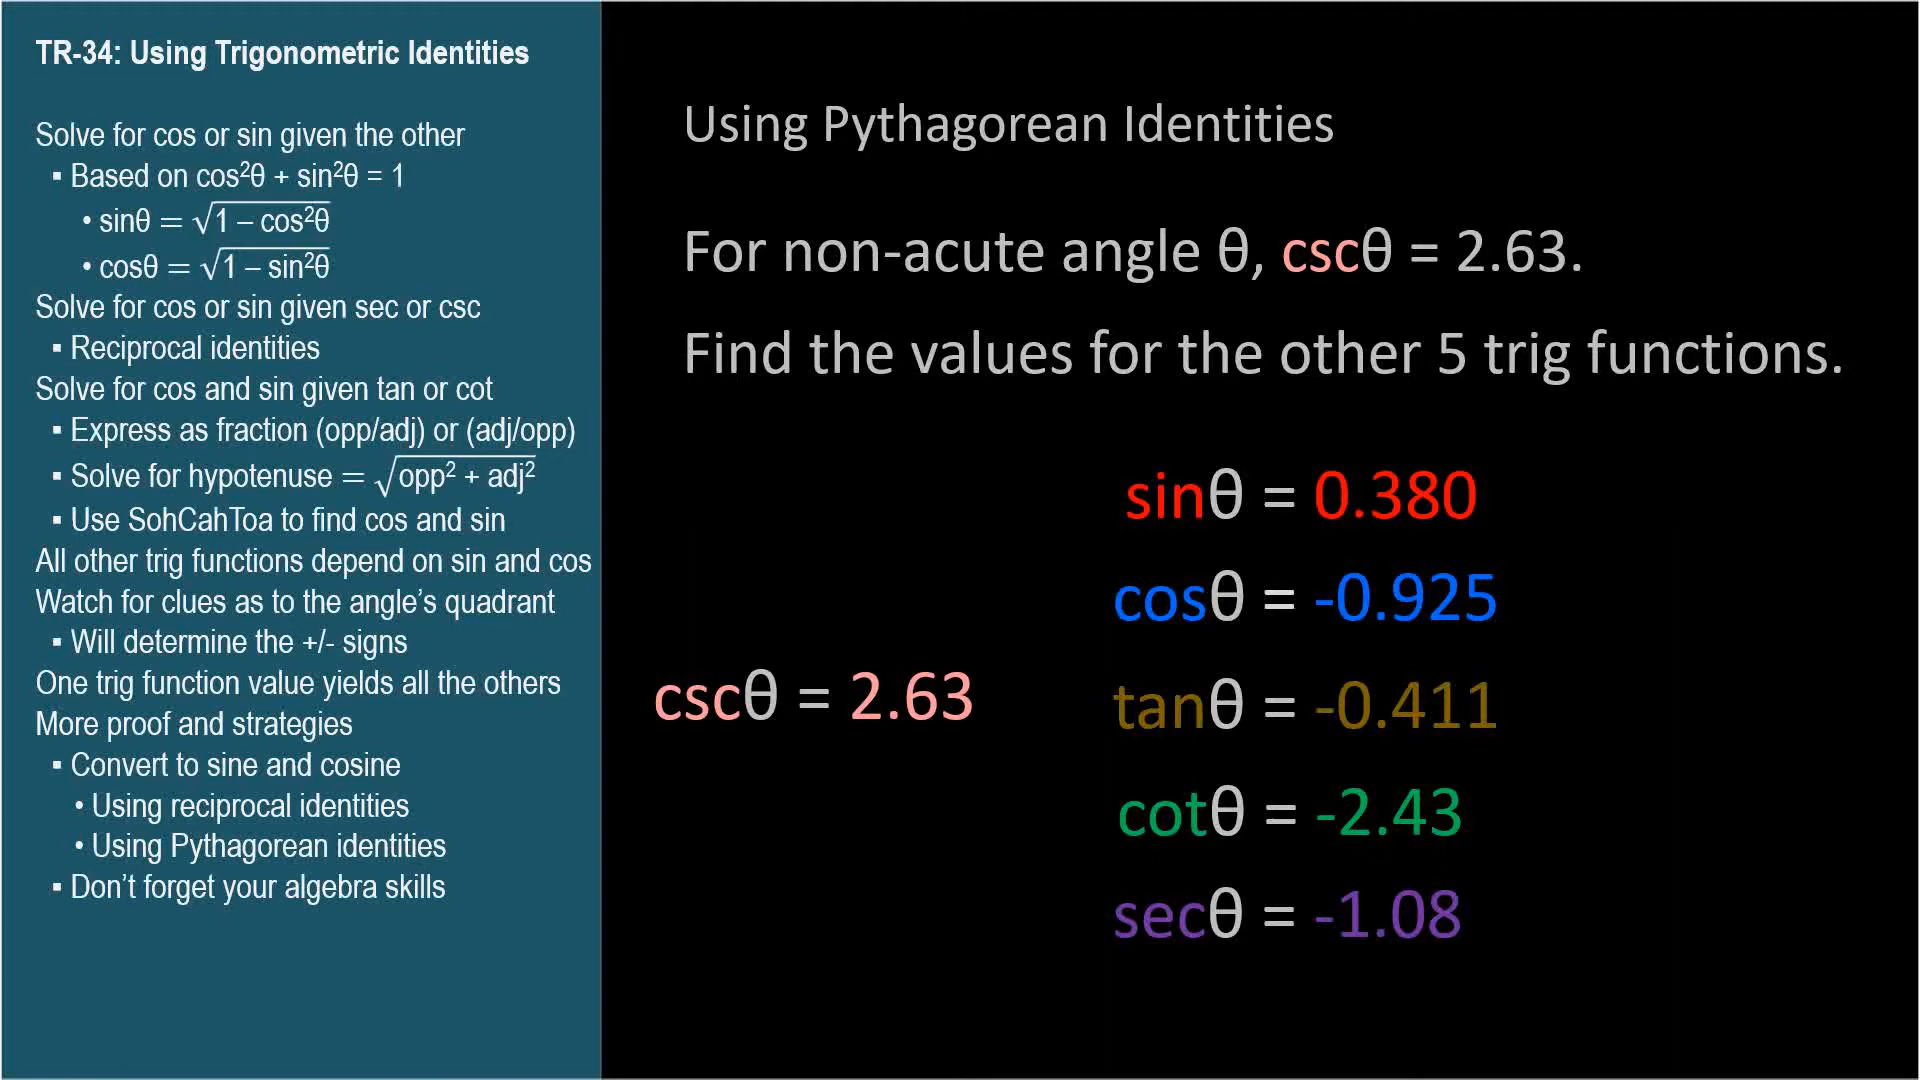 TR-34: Using Trigonometric Identities
Solve for cos or sin given the other
▪ Based on cos²θ + sin²θ = 1
• sinθ = √(1 – cos²θ)
• cosθ = √(1 – sin²θ)
Solve for cos or sin given sec or csc
▪ Reciprocal identities
Solve for cos and sin given tan or cot
▪ Express as fraction (opp/adj) or (adj/opp)
▪ Solve for hypotenuse = √(opp² + adj²)
▪ Use SohCahToa to find cos and sin
All other trig functions depend on sin and cos
Watch for clues as to the angle’s quadrant
▪ Will determine the +/- signs
One trig function value yields all the others
More proof and strategies
▪ Convert to sine and cosine
• Using reciprocal identities
• Using Pythagorean identities
▪ Don’t forget your algebra skills
Using Pythagorean Identities
For non-acute angle θ, cscθ = 2.63.
Find the values for the other 5 trig functions.
cscθ = 2.63
sinθ = 0.380
cosθ = -0.925
tanθ = -0.411
cotθ = -2.43
secθ = -1.08